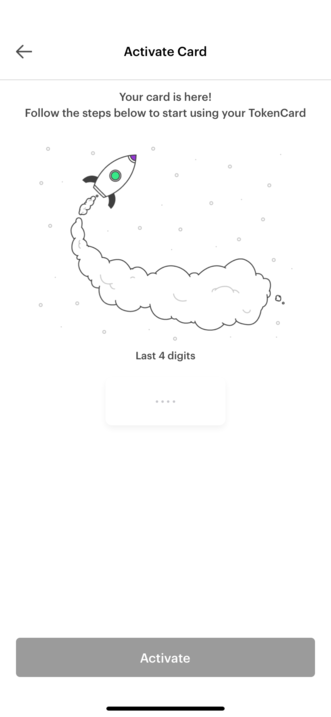 Activate Card
Your card is here!
Follow the steps below to start using your TokenCard
Last 4 digits
....
Activate